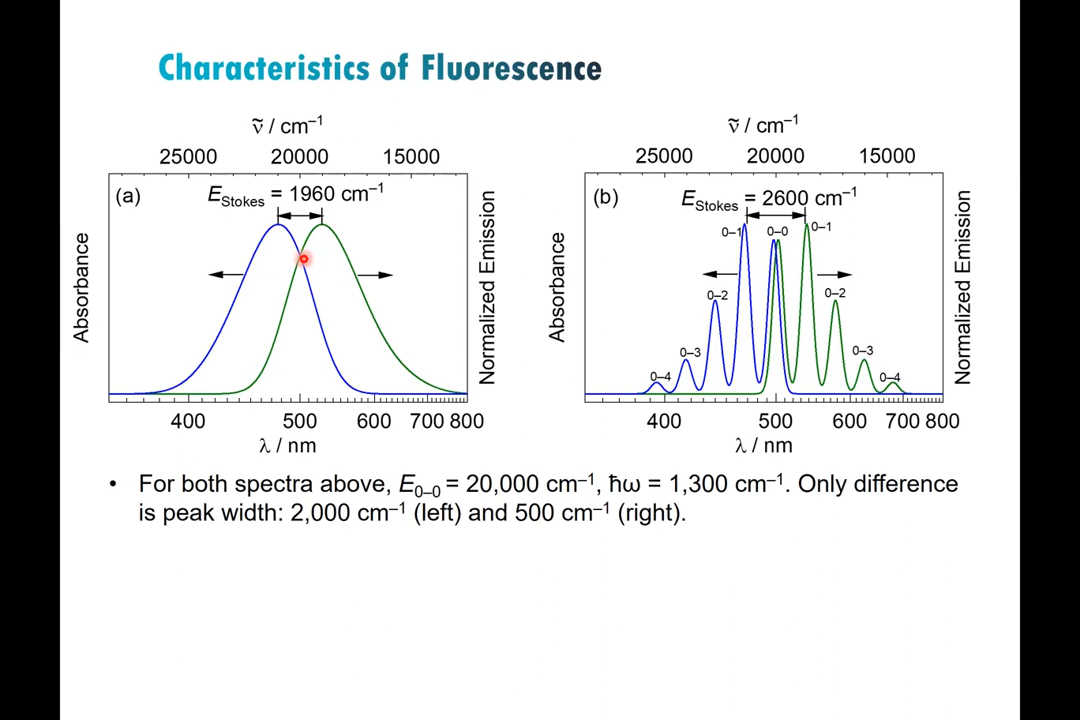 Characteristics of Fluorescence
ν̃ / cm⁻¹
25000 20000 15000
(a)
E_Stokes = 1960 cm⁻¹
Absorbance
Normalized Emission
400 500 600 700 800
λ / nm
ν̃ / cm⁻¹
25000 20000 15000
(b)
E_Stokes = 2600 cm⁻¹
0–1 0–0 0–1
0–2 0–2
0–3 0–3
0–4 0–4
Absorbance
Normalized Emission
400 500 600 700 800
λ / nm
• For both spectra above, E₀₋₀ = 20,000 cm⁻¹, ħω = 1,300 cm⁻¹. Only difference
is peak width: 2,000 cm⁻¹ (left) and 500 cm⁻¹ (right).